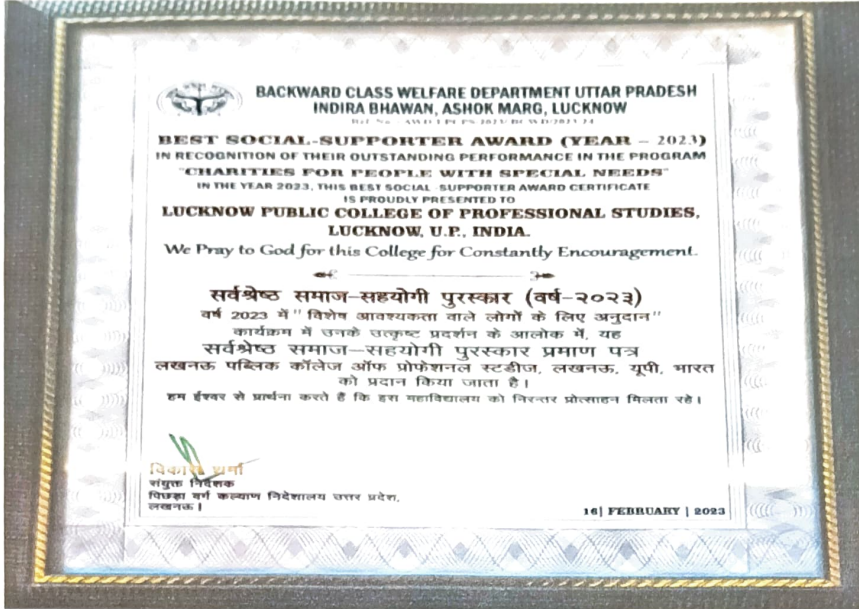 BACKWARD CLASS WELFARE DEPARTMENT UTTAR PRADESH
INDIRA BHAWAN, ASHOK MARG, LUCKNOW
BEST SOCIAL-SUPPORTER AWARD (YEAR – 2023)
IN RECOGNITION OF THEIR OUTSTANDING PERFORMANCE IN THE PROGRAM
"CHARITIES FOR PEOPLE WITH SPECIAL NEEDS"
IN THE YEAR 2023, THIS BEST SOCIAL-SUPPORTER AWARD CERTIFICATE
IS PROUDLY PRESENTED TO
LUCKNOW PUBLIC COLLEGE OF PROFESSIONAL STUDIES,
LUCKNOW, U.P., INDIA.
We Pray to God for this College for Constantly Encouragement.
सर्वश्रेष्ठ समाज–सहयोगी पुरस्कार (वर्ष–२०२३)
वर्ष 2023 में "विशेष आवश्यकता वाले लोगों के लिए अनुदान"
कार्यक्रम में उनके उत्कृष्ट प्रदर्शन के आलोक में, यह
सर्वश्रेष्ठ समाज–सहयोगी पुरस्कार प्रमाण पत्र
लखनऊ पब्लिक कॉलेज ऑफ प्रोफेशनल स्टडीज, लखनऊ, यूपी, भारत
को प्रदान किया जाता है।
हम ईश्वर से प्रार्थना करते हैं कि इस महाविद्यालय को निरन्तर प्रोत्साहन मिलता रहे।
विकास शर्मा
संयुक्त निदेशक
पिछड़ा वर्ग कल्याण निदेशालय उत्तर प्रदेश,
लखनऊ।
16| FEBRUARY | 2023